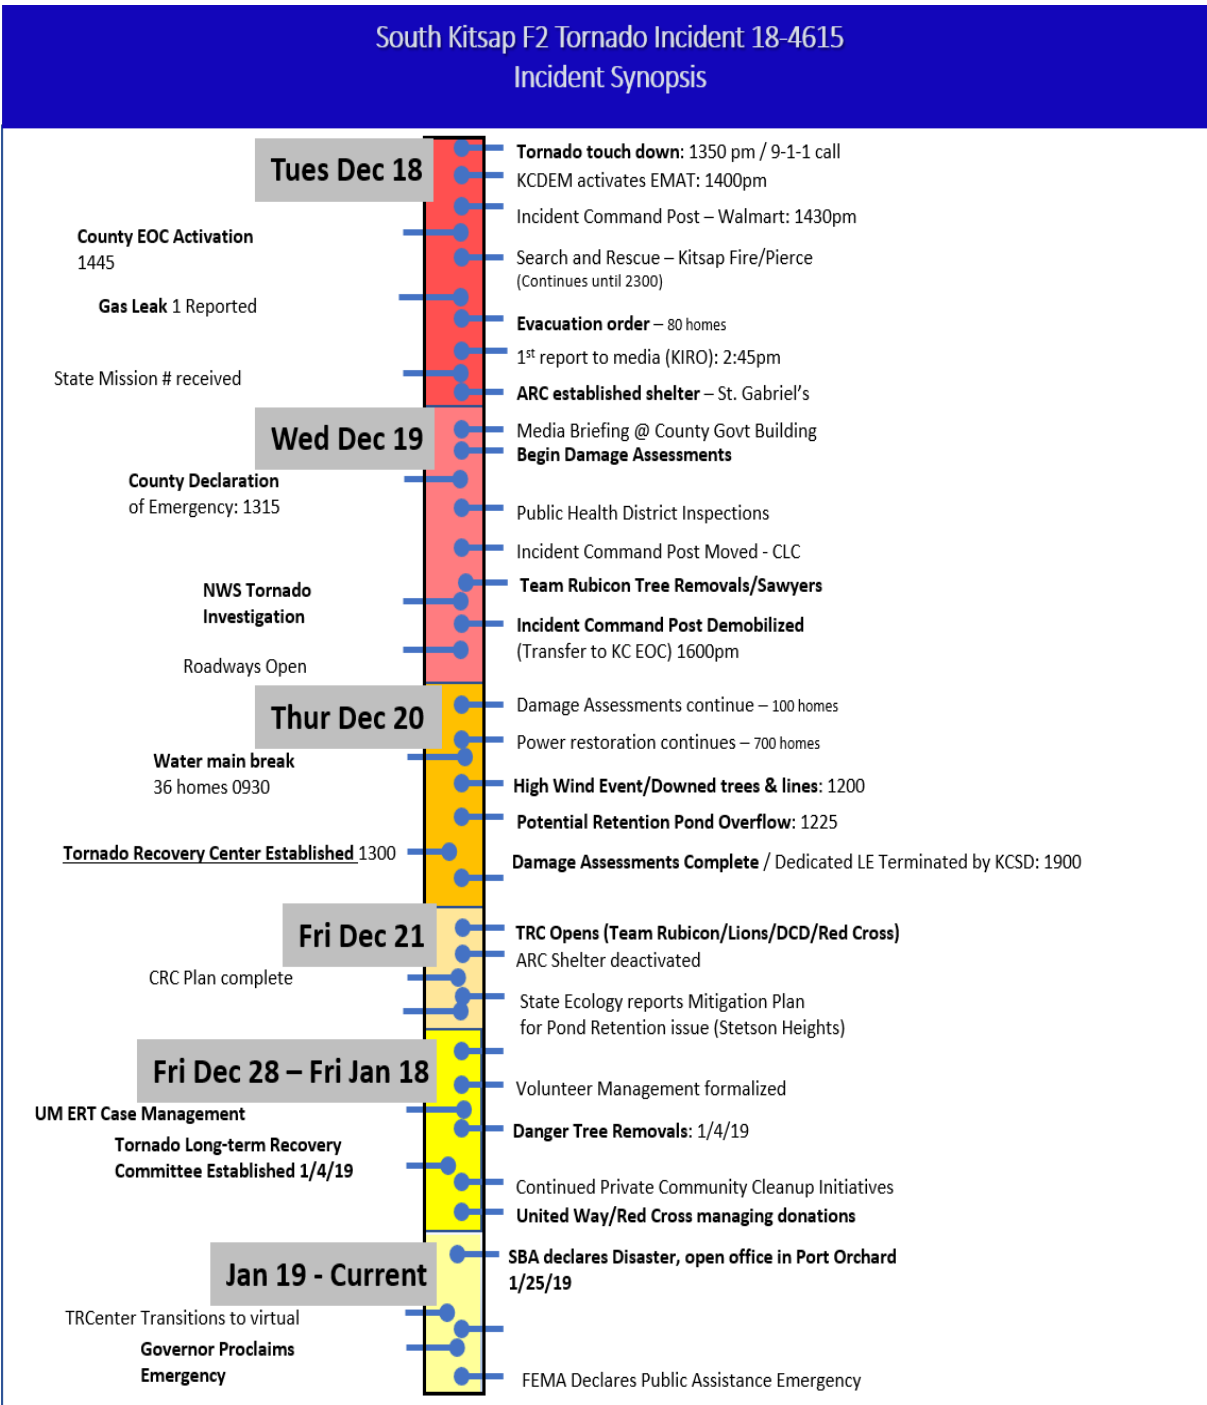 South Kitsap F2 Tornado Incident 18-4615
Incident Synopsis
Tues Dec 18
Tornado touch down: 1350 pm / 9-1-1 call
KCDEM activates EMAT: 1400pm
Incident Command Post – Walmart: 1430pm
County EOC Activation
1445
Search and Rescue – Kitsap Fire/Pierce
(Continues until 2300)
Gas Leak 1 Reported
Evacuation order – 80 homes
1st report to media (KIRO): 2:45pm
State Mission # received
ARC established shelter – St. Gabriel's
Wed Dec 19
Media Briefing @ County Govt Building
Begin Damage Assessments
County Declaration
of Emergency: 1315
Public Health District Inspections
Incident Command Post Moved - CLC
Team Rubicon Tree Removals/Sawyers
NWS Tornado
Investigation
Incident Command Post Demobilized
(Transfer to KC EOC) 1600pm
Roadways Open
Thur Dec 20
Damage Assessments continue – 100 homes
Power restoration continues – 700 homes
Water main break
36 homes 0930
High Wind Event/Downed trees & lines: 1200
Potential Retention Pond Overflow: 1225
Tornado Recovery Center Established 1300
Damage Assessments Complete / Dedicated LE Terminated by KCSD: 1900
Fri Dec 21
TRC Opens (Team Rubicon/Lions/DCD/Red Cross)
ARC Shelter deactivated
CRC Plan complete
State Ecology reports Mitigation Plan
for Pond Retention issue (Stetson Heights)
Fri Dec 28 – Fri Jan 18
Volunteer Management formalized
UM ERT Case Management
Danger Tree Removals: 1/4/19
Tornado Long-term Recovery
Committee Established 1/4/19
Continued Private Community Cleanup Initiatives
United Way/Red Cross managing donations
Jan 19 - Current
SBA declares Disaster, open office in Port Orchard
1/25/19
TRCenter Transitions to virtual
Governor Proclaims
Emergency
FEMA Declares Public Assistance Emergency